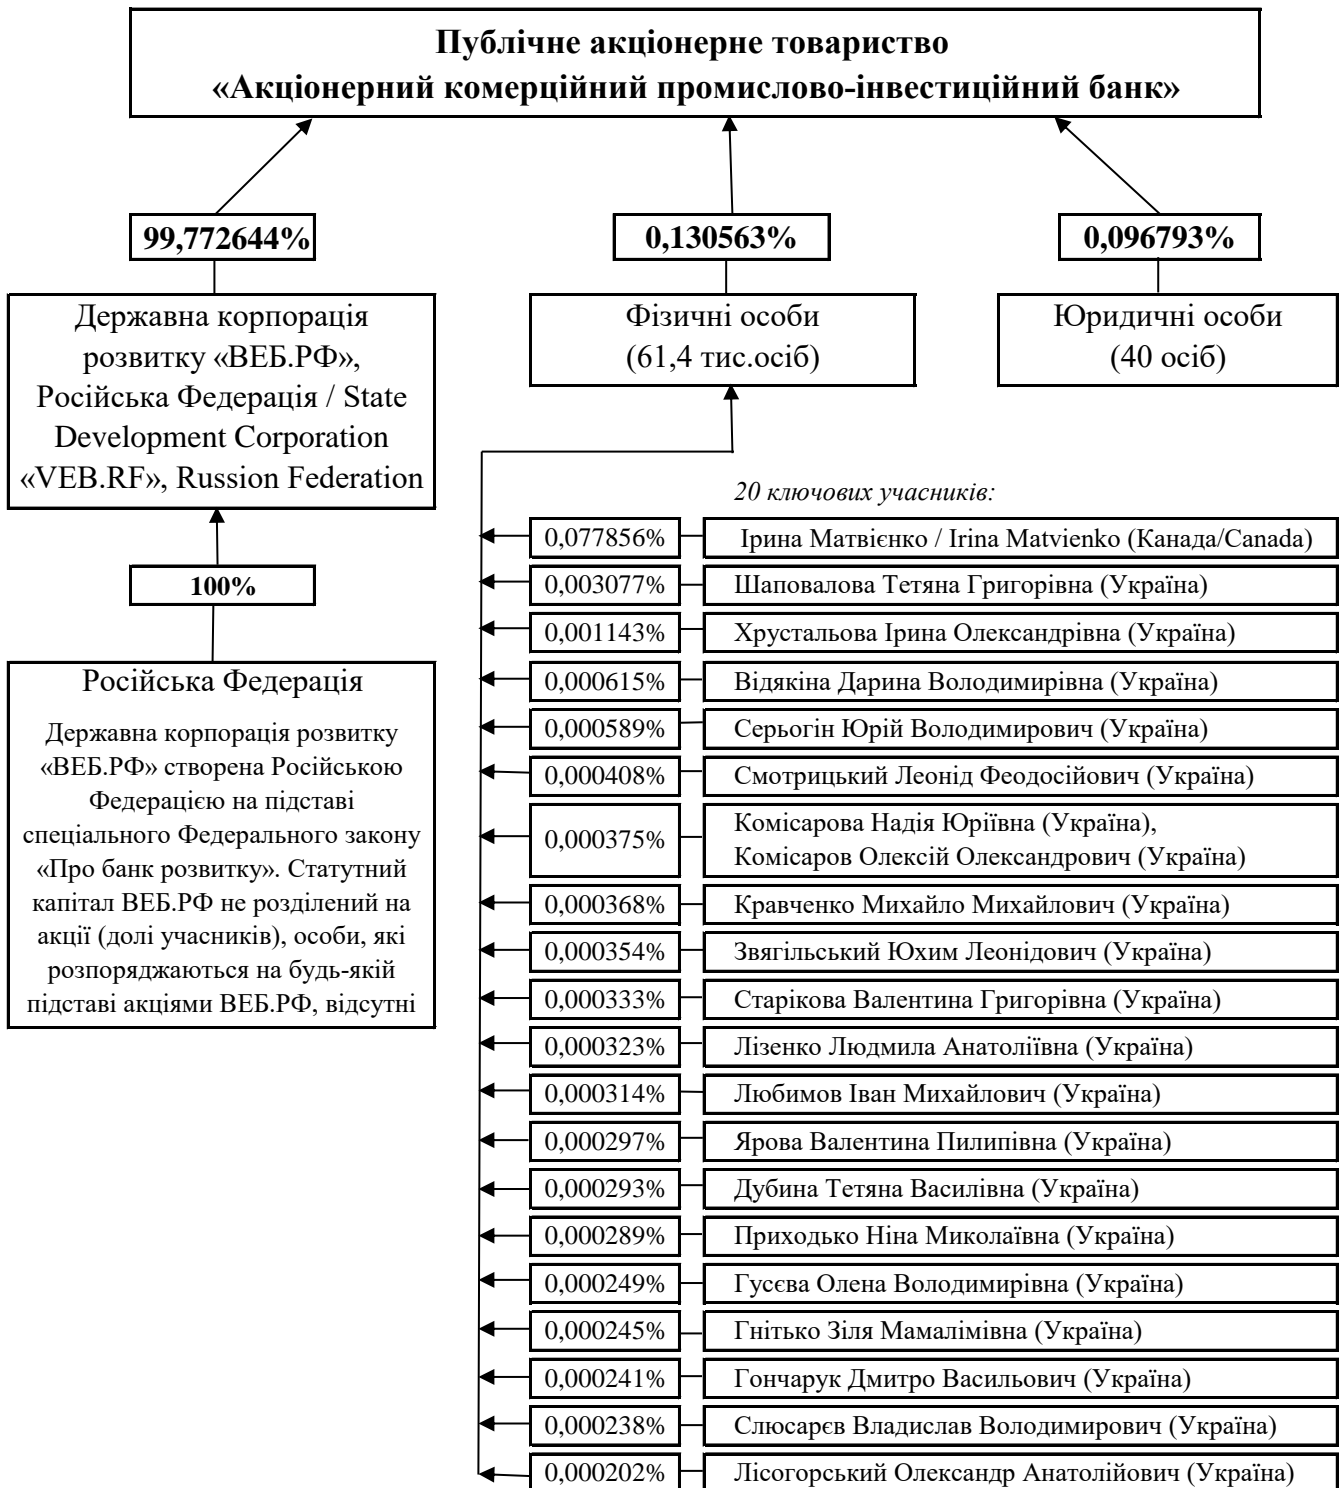 Публічне акціонерне товариство
«Акціонерний комерційний промислово-інвестиційний банк»
99,772644%
0,130563%
0,096793%
Державна корпорація
розвитку «ВЕБ.РФ»,
Російська Федерація / State
Development Corporation
«VEB.RF», Russion Federation
Фізичні особи
(61,4 тис.осіб)
Юридичні особи
(40 осіб)
100%
Російська Федерація
Державна корпорація розвитку
«ВЕБ.РФ» створена Російською
Федерацією на підставі
спеціального Федерального закону
«Про банк розвитку». Статутний
капітал ВЕБ.РФ не розділений на
акції (долі учасників), особи, які
розпоряджаються на будь-якій
підставі акціями ВЕБ.РФ, відсутні
20 ключових учасників:
0,077856% Ірина Матвієнко / Irina Matvienko (Канада/Canada)
0,003077% Шаповалова Тетяна Григорівна (Україна)
0,001143% Хрустальова Ірина Олександрівна (Україна)
0,000615% Відякіна Дарина Володимирівна (Україна)
0,000589% Серьогін Юрій Володимирович (Україна)
0,000408% Смотрицький Леонід Феодосійович (Україна)
0,000375% Комісарова Надія Юріївна (Україна),
Комісаров Олексій Олександрович (Україна)
0,000368% Кравченко Михайло Михайлович (Україна)
0,000354% Звягільський Юхим Леонідович (Україна)
0,000333% Старікова Валентина Григорівна (Україна)
0,000323% Лізенко Людмила Анатоліївна (Україна)
0,000314% Любимов Іван Михайлович (Україна)
0,000297% Ярова Валентина Пилипівна (Україна)
0,000293% Дубина Тетяна Василівна (Україна)
0,000289% Приходько Ніна Миколаївна (Україна)
0,000249% Гусєва Олена Володимирівна (Україна)
0,000245% Гнітько Зіля Мамалімівна (Україна)
0,000241% Гончарук Дмитро Васильович (Україна)
0,000238% Слюсарєв Владислав Володимирович (Україна)
0,000202% Лісогорський Олександр Анатолійович (Україна)